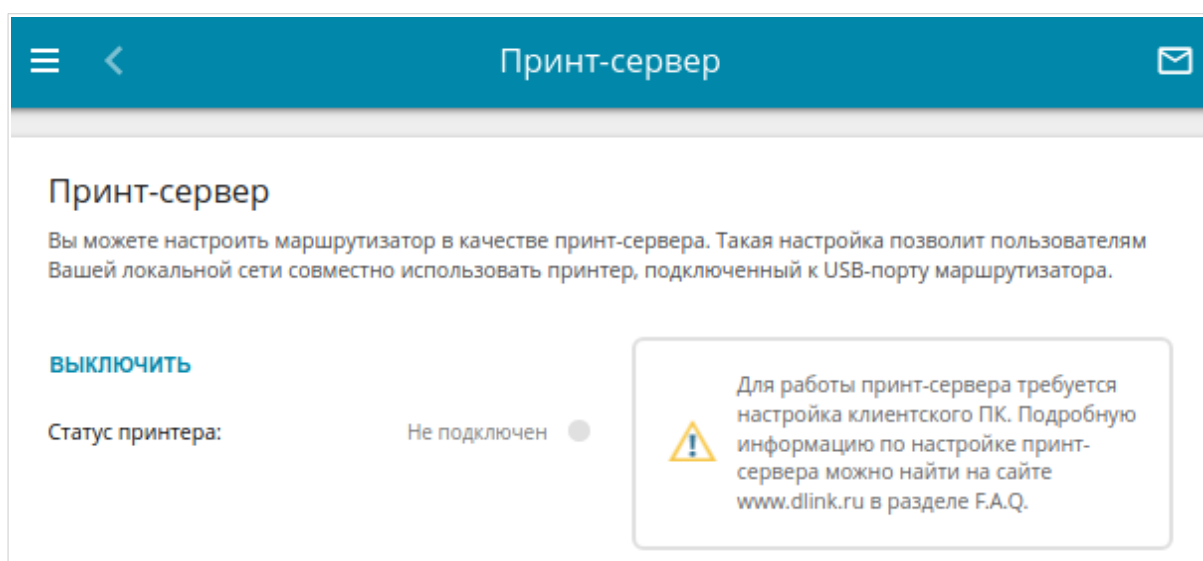 Принт-сервер
Принт-сервер
Вы можете настроить маршрутизатор в качестве принт-сервера. Такая настройка позволит пользователям
Вашей локальной сети совместно использовать принтер, подключенный к USB-порту маршрутизатора.
ВЫКЛЮЧИТЬ
Статус принтера: Не подключен
Для работы принт-сервера требуется
настройка клиентского ПК. Подробную
информацию по настройке принт-
сервера можно найти на сайте
www.dlink.ru в разделе F.A.Q.